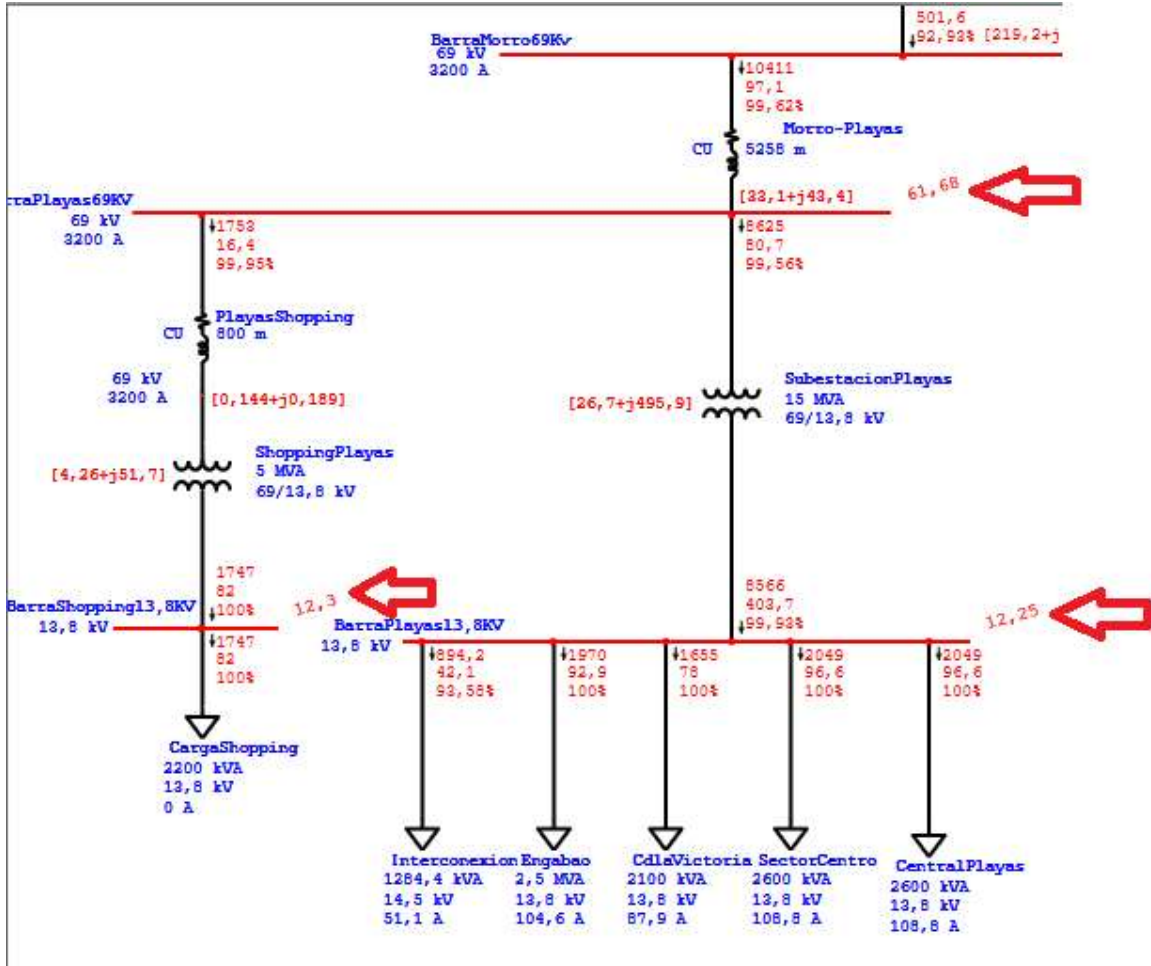 501,6
92,93% [219,2+j
BarraMorro69Kv
69 kV
3200 A
10411
97,1
99,62%
Morro-Playas
CU 5258 m
61,68
[33,1+j43,4]
rraPlayas69KV
69 kV
3200 A
1753
16,4
99,95%
8625
80,7
99,56%
PlayasShopping
CU 800 m
69 kV
3200 A
[0,144+j0,189]
SubestacionPlayas
15 MVA
69/13,8 kV
[26,7+j495,9]
ShoppingPlayas
5 MVA
69/13,8 kV
[4,26+j51,7]
1747
82
100%
12,3
BarraShopping13,8KV
13,8 kV
1747
82
100%
8566
403,7
99,93%
12,25
BarraPlayas13,8KV
13,8 kV
894,2
42,1
93,58%
1970
92,9
100%
1655
78
100%
2049
96,6
100%
2049
96,6
100%
CargaShopping
2200 kVA
13,8 kV
0 A
Interconexion
1284,4 kVA
14,5 kV
51,1 A
Engabao
2,5 MVA
13,8 kV
104,6 A
CdlaVictoria
2100 kVA
13,8 kV
87,9 A
SectorCentro
2600 kVA
13,8 kV
108,8 A
CentralPlayas
2600 kVA
13,8 kV
108,8 A